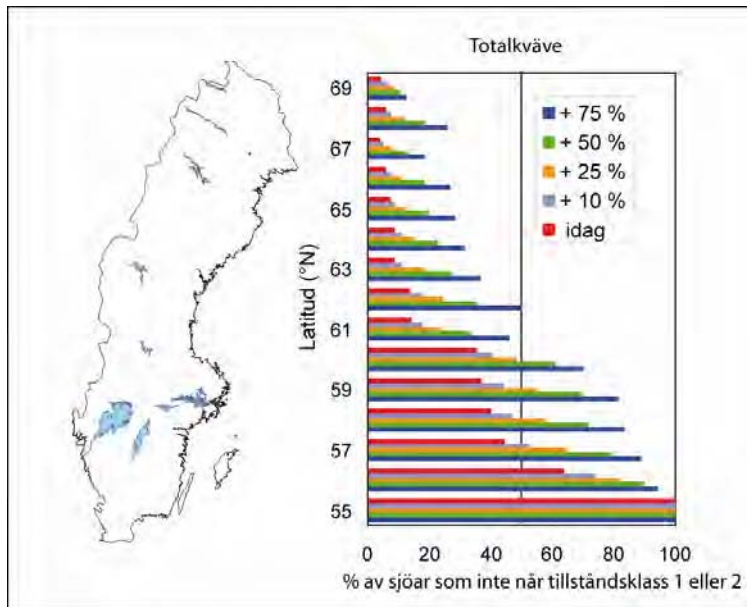 Totalkväve
69
67
65
63
61
59
57
55
Latitud (°N)
+ 75 %
+ 50 %
+ 25 %
+ 10 %
idag
0 20 40 60 80 100
% av sjöar som inte når tillståndsklass 1 eller 2